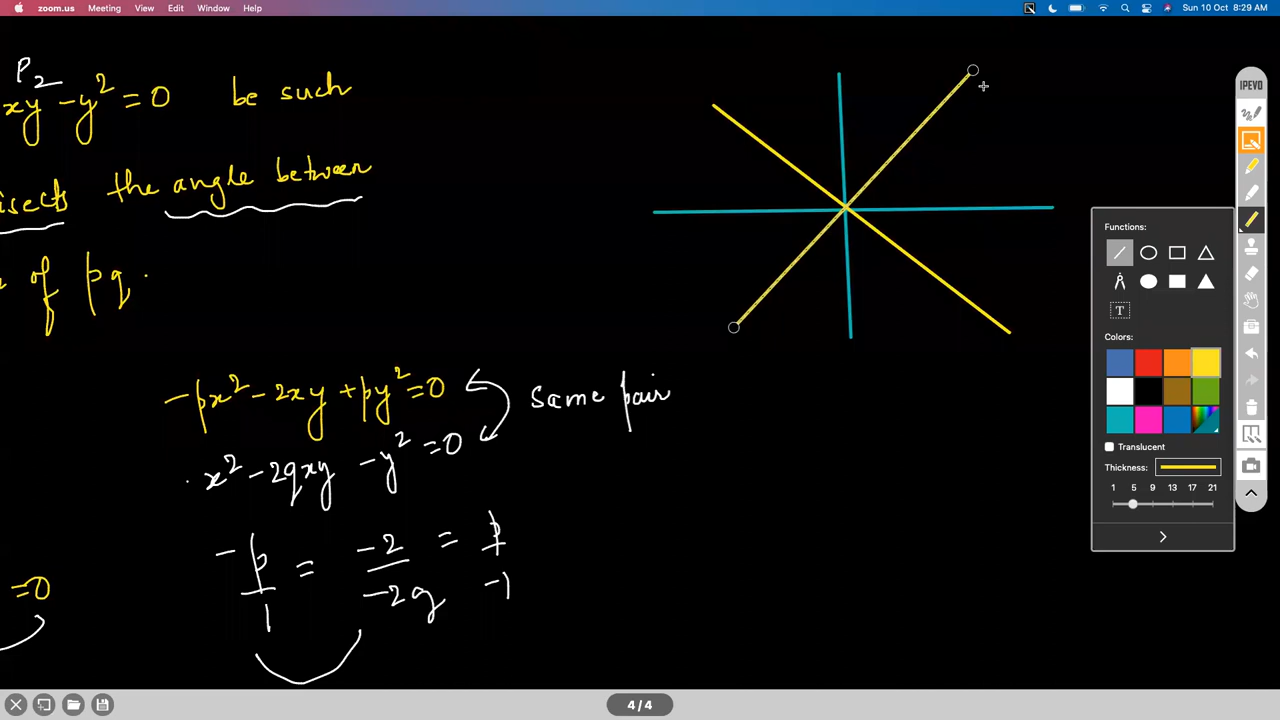 zoom.us Meeting View Edit Window Help Sun 10 Oct 8:29 AM
P₂
xy - y² = 0 be such
isects the angle between
of pq.
-px² - 2xy + py² = 0
same pair
x² - 2qxy - y² = 0
-p/1 = -2/-2q = p/-1
=0
IPEVO
Functions:
T
Colors:
Translucent
Thickness:
1 5 9 13 17 21
4 / 4